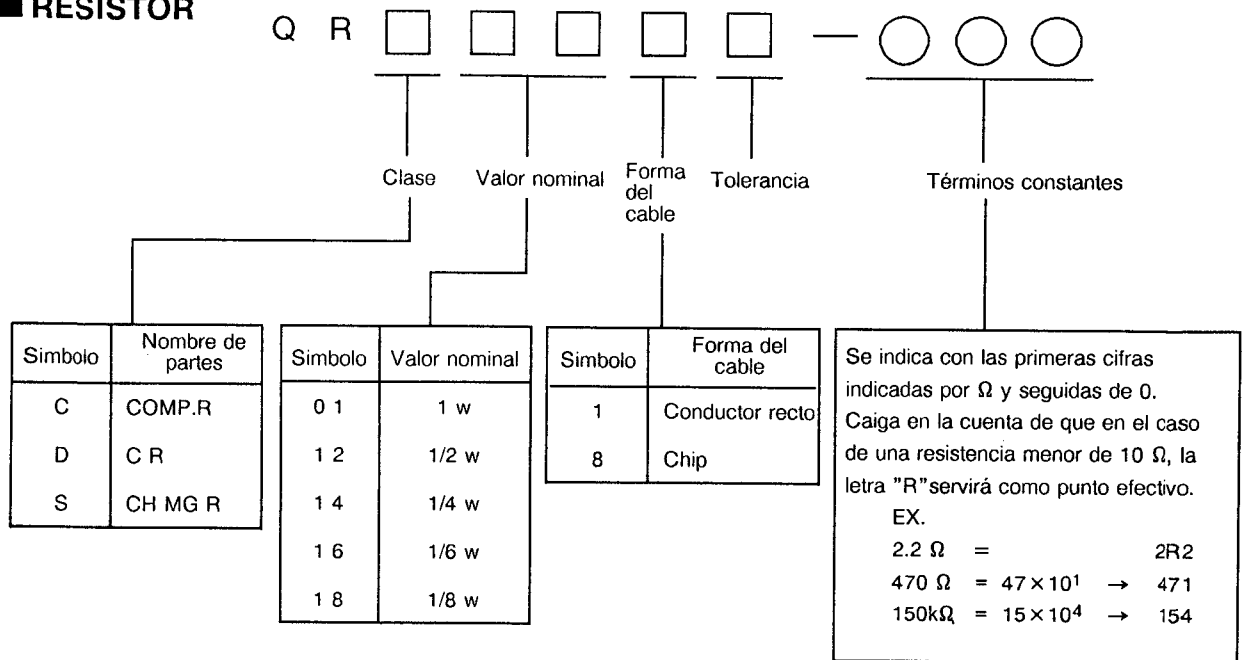 RESISTOR
Q R — 
Clase
Valor nominal
Forma
del
cable
Tolerancia
Términos constantes
Simbolo Nombre de
partes
C COMP.R
D C R
S CH MG R
Simbolo Valor nominal
0 1 1 w
1 2 1/2 w
1 4 1/4 w
1 6 1/6 w
1 8 1/8 w
Simbolo Forma del
cable
1 Conductor recto
8 Chip
Se indica con las primeras cifras
indicadas por Ω y seguidas de 0.
Caiga en la cuenta de que en el caso
de una resistencia menor de 10 Ω, la
letra "R"servirá como punto efectivo.
EX.
2.2 Ω = 2R2
470 Ω = 47×10¹ → 471
150kΩ = 15×10⁴ → 154